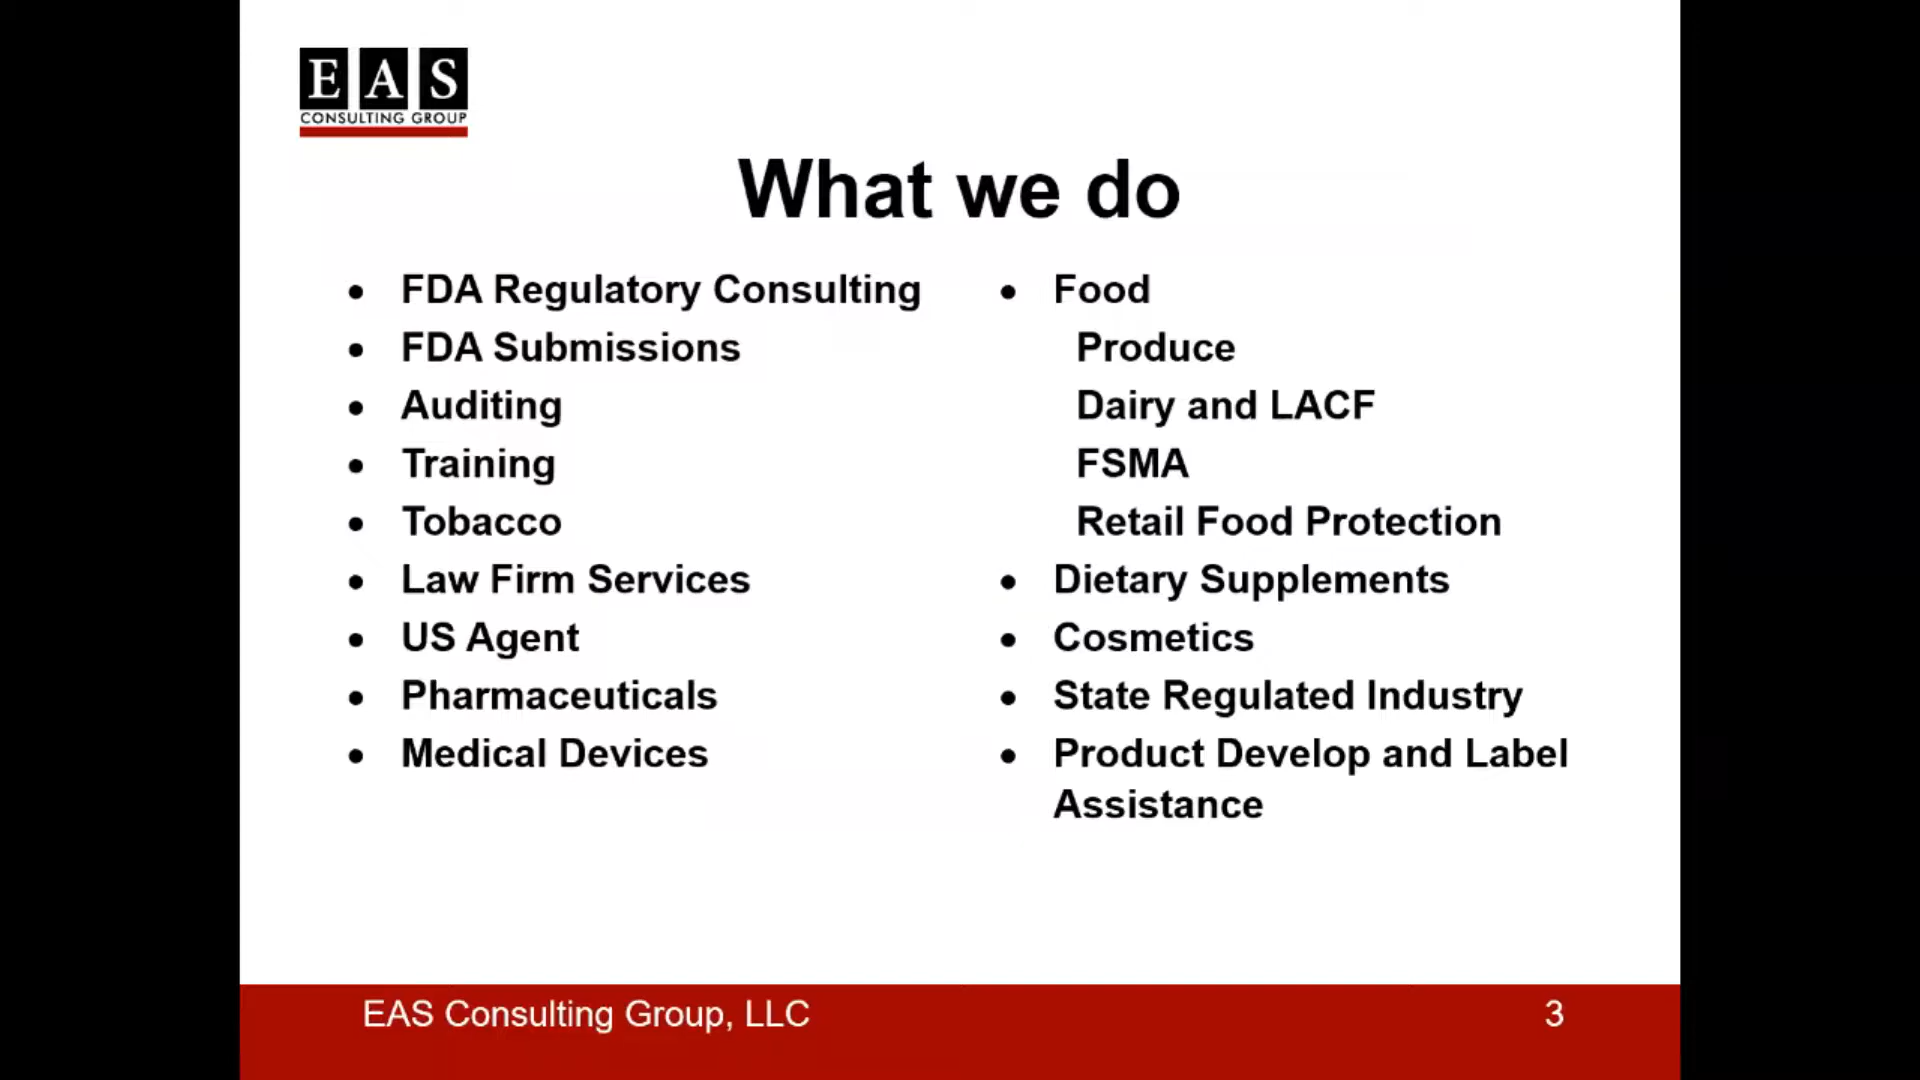 EAS
CONSULTING GROUP
What we do
• FDA Regulatory Consulting
• FDA Submissions
• Auditing
• Training
• Tobacco
• Law Firm Services
• US Agent
• Pharmaceuticals
• Medical Devices
• Food
Produce
Dairy and LACF
FSMA
Retail Food Protection
• Dietary Supplements
• Cosmetics
• State Regulated Industry
• Product Develop and Label
Assistance
EAS Consulting Group, LLC
3